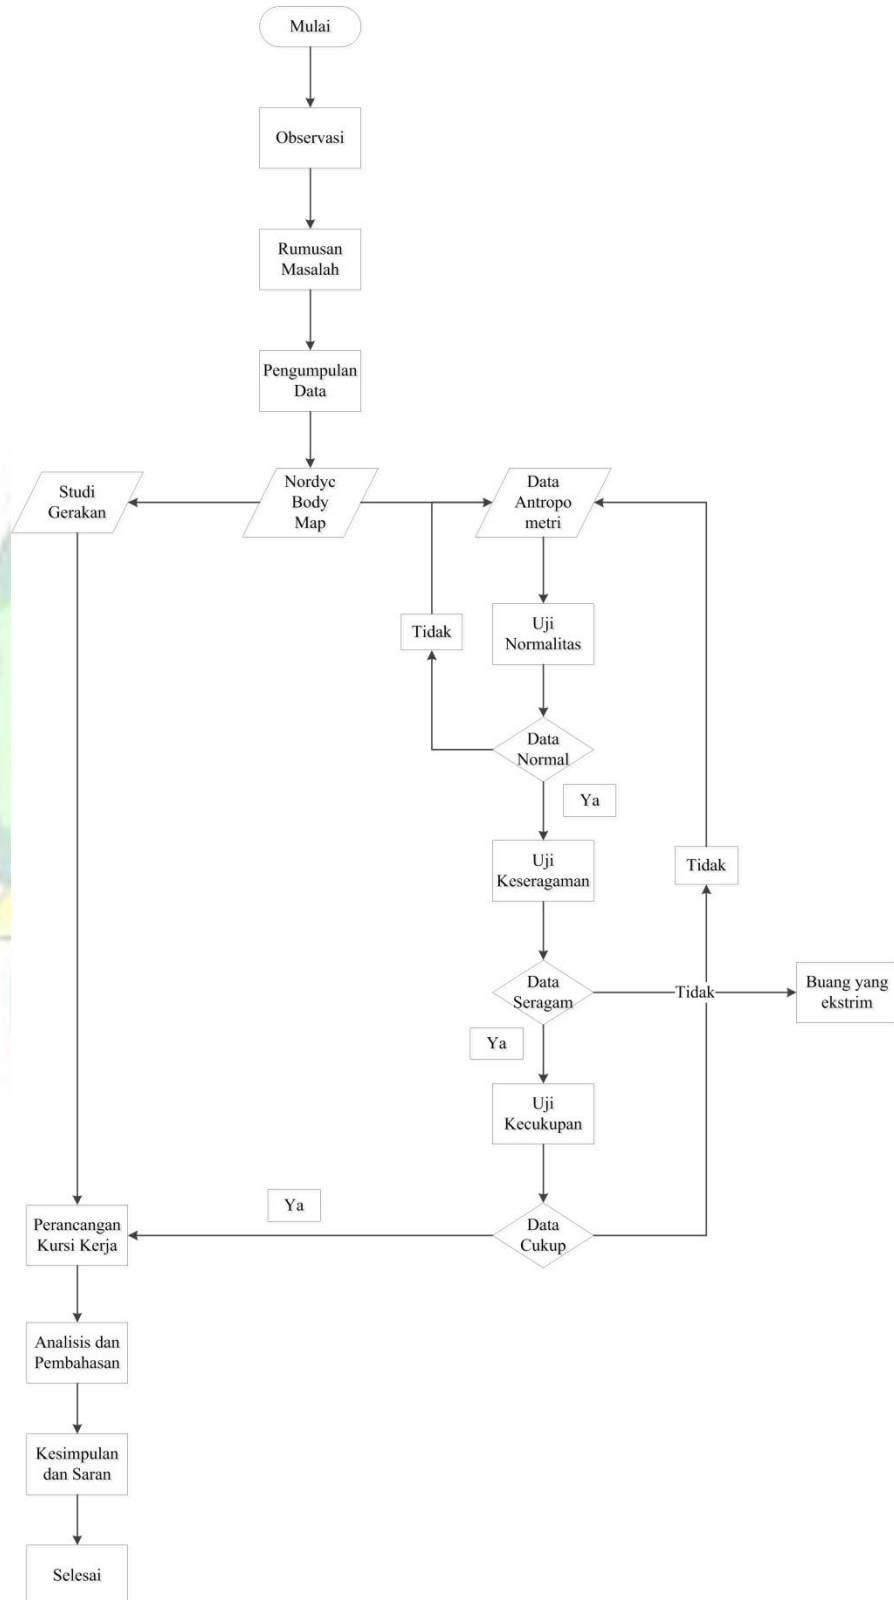 Mulai
Observasi
Rumusan
Masalah
Pengumpulan
Data
Studi
Gerakan
Nordyc
Body
Map
Data
Antropo
metri
Tidak
Uji
Normalitas
Data
Normal
Ya
Uji
Keseragaman
Tidak
Data
Seragam
Tidak
Buang yang
ekstrim
Ya
Uji
Kecukupan
Ya
Perancangan
Kursi Kerja
Data
Cukup
Analisis dan
Pembahasan
Kesimpulan
dan Saran
Selesai